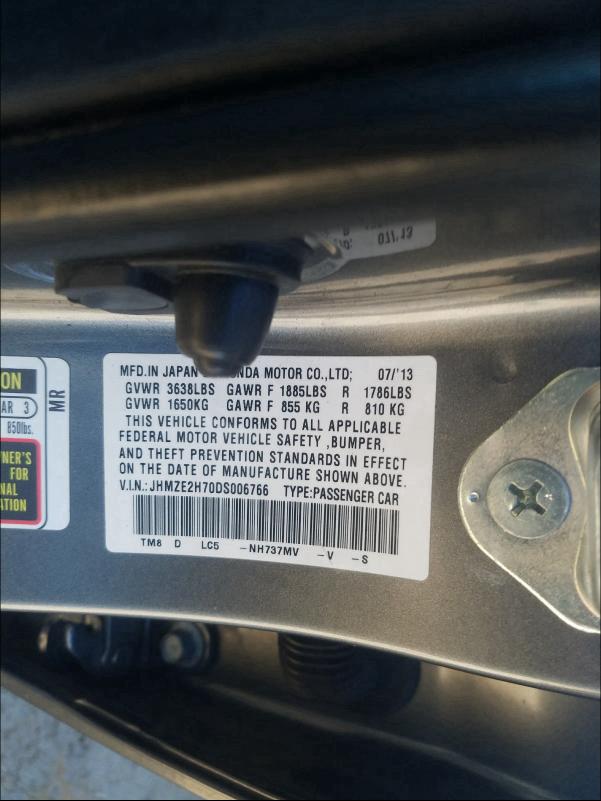 ON
AR 3
850lbs.
MR
NER'S
FOR
NAL
ATION
MFD.IN JAPAN NDA MOTOR CO.,LTD; 07/'13
GVWR 3638LBS GAWR F 1885LBS R 1786LBS
GVWR 1650KG GAWR F 855 KG R 810 KG
THIS VEHICLE CONFORMS TO ALL APPLICABLE
FEDERAL MOTOR VEHICLE SAFETY ,BUMPER,
AND THEFT PREVENTION STANDARDS IN EFFECT
ON THE DATE OF MANUFACTURE SHOWN ABOVE.
V.I.N.:JHMZE2H70DS006766 TYPE:PASSENGER CAR
TM8 D LC5 -NH737MV -V -S